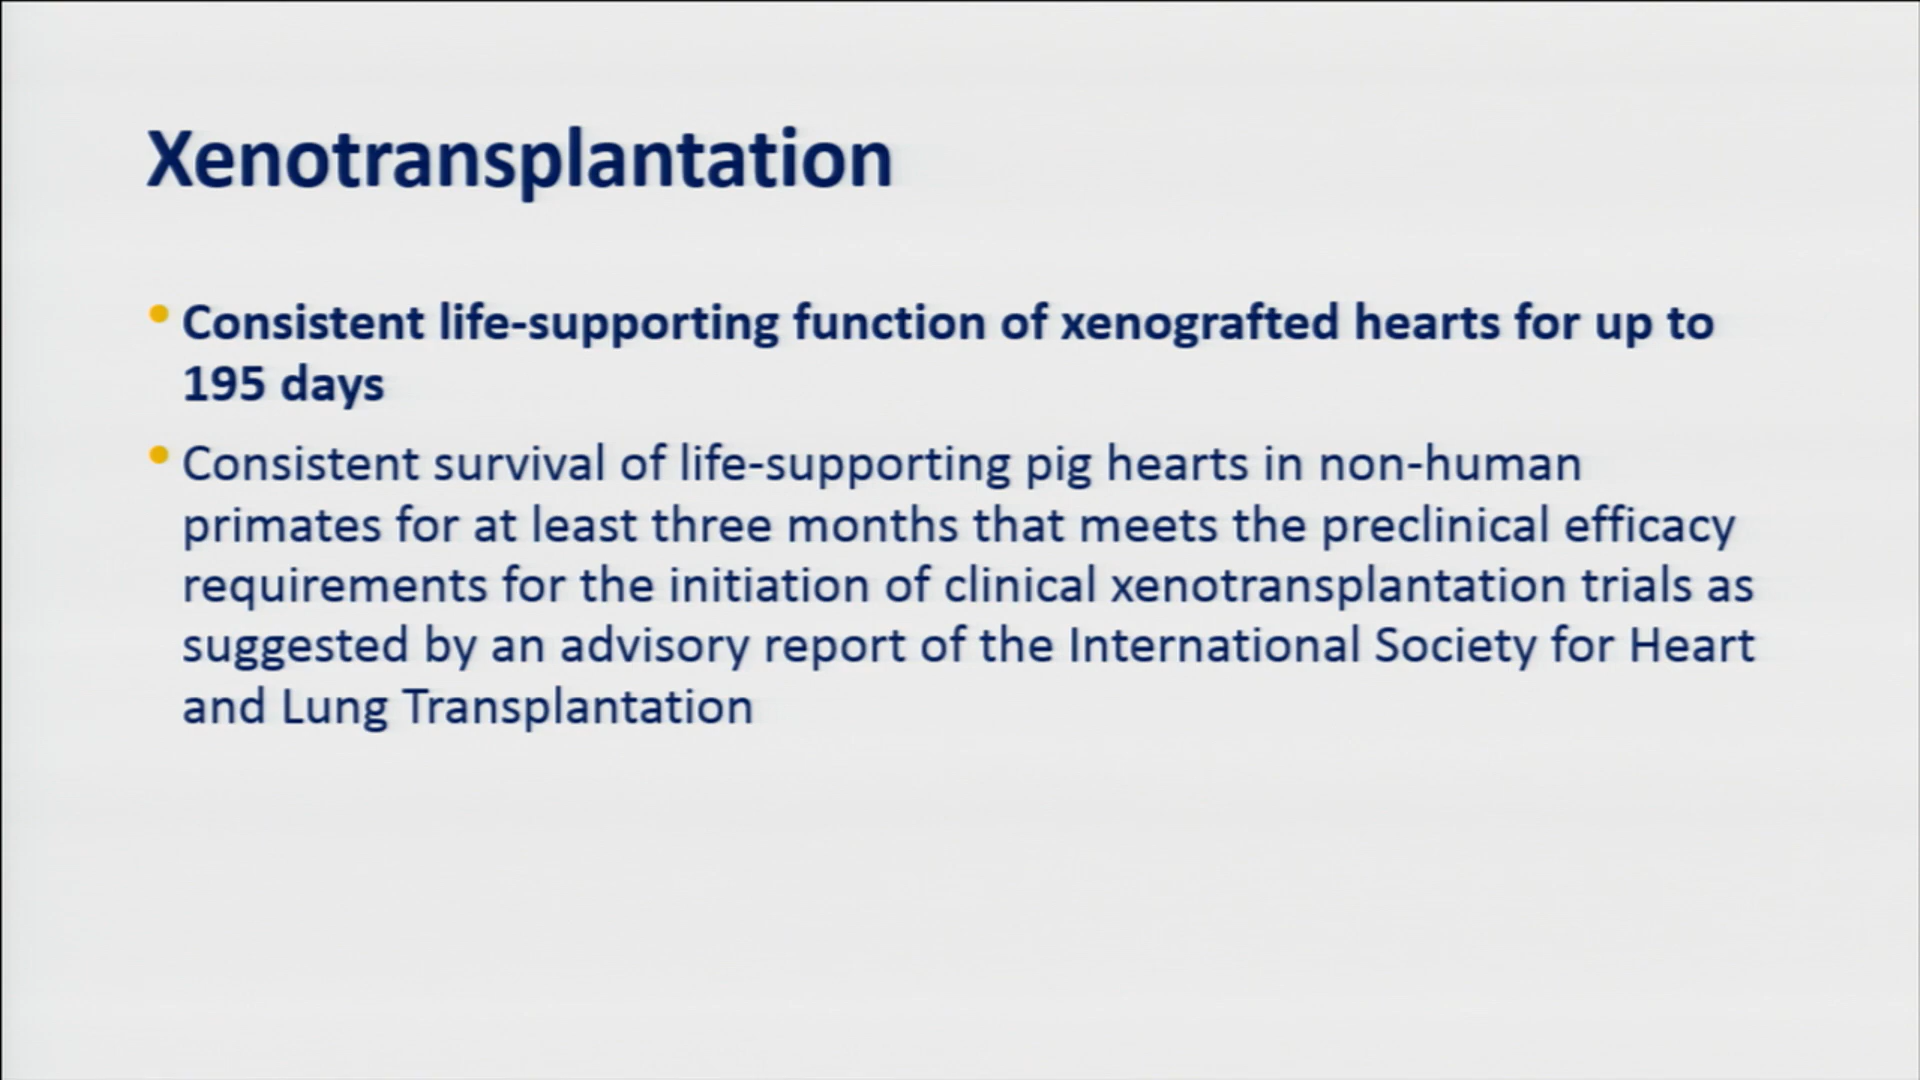 Xenotransplantation
• Consistent life-supporting function of xenografted hearts for up to
195 days
• Consistent survival of life-supporting pig hearts in non-human
primates for at least three months that meets the preclinical efficacy
requirements for the initiation of clinical xenotransplantation trials as
suggested by an advisory report of the International Society for Heart
and Lung Transplantation